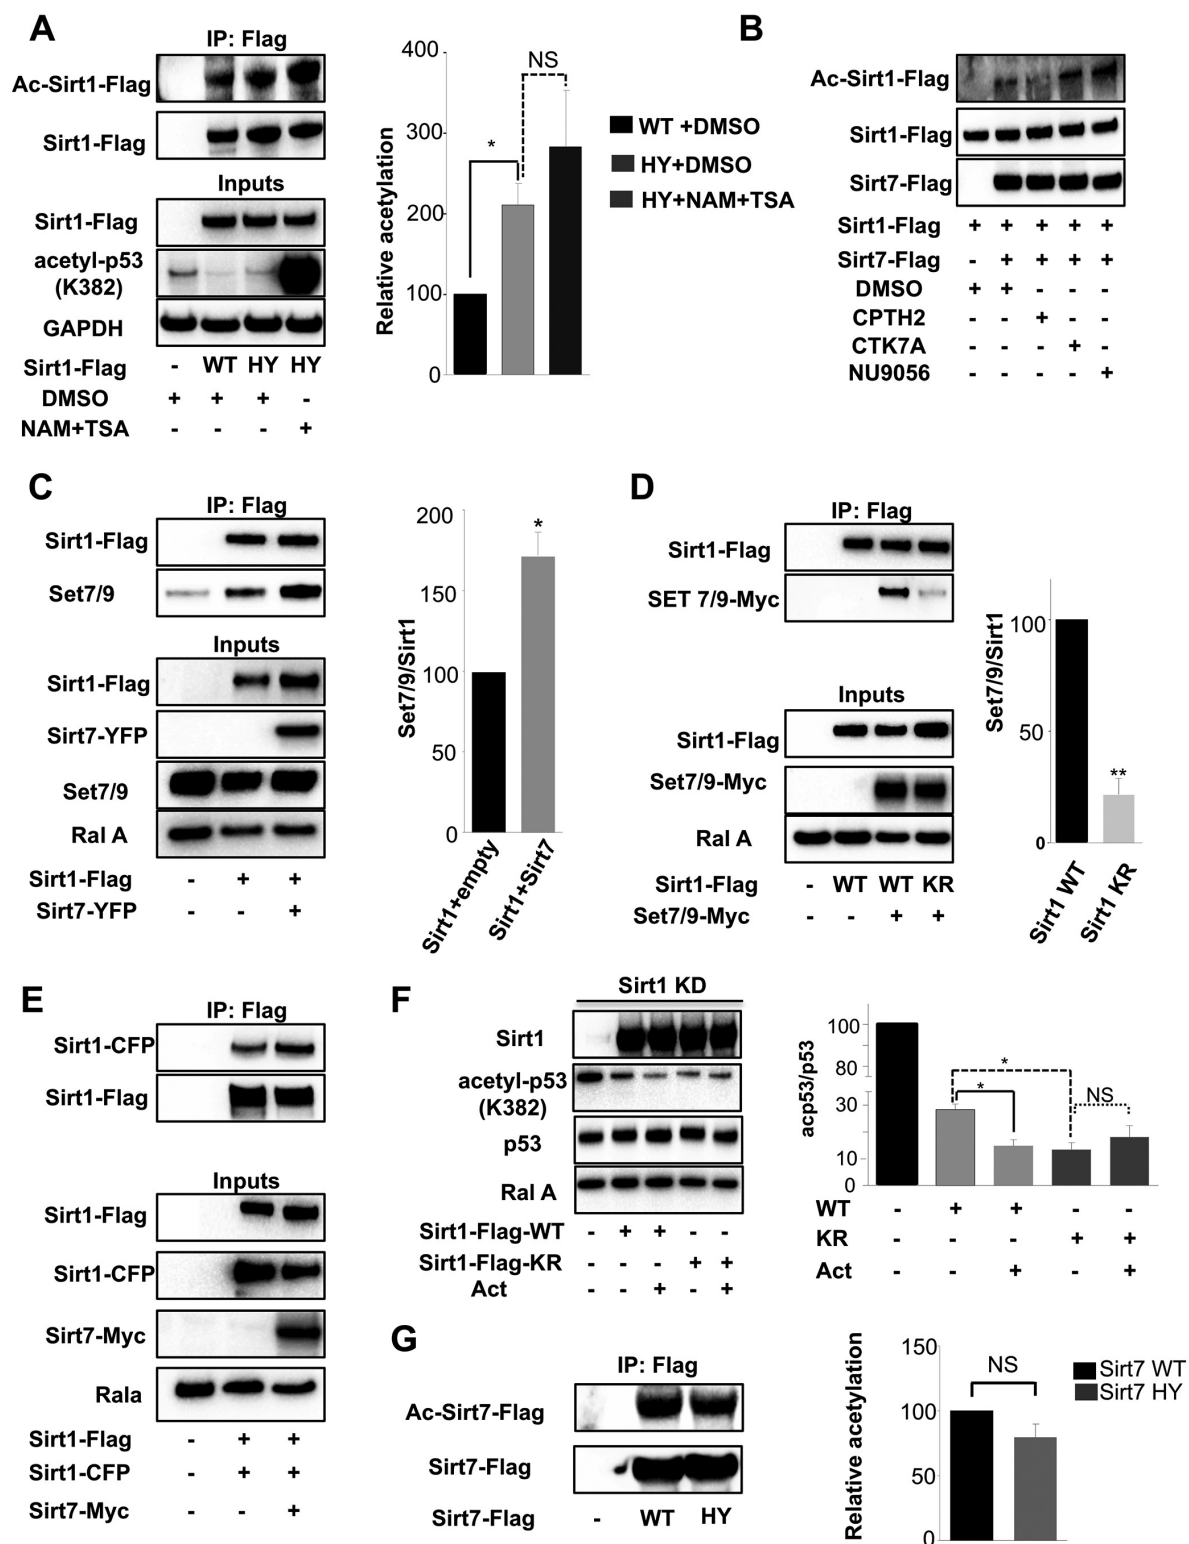 A
IP: Flag
Ac-Sirt1-Flag
Sirt1-Flag
Inputs
Sirt1-Flag
acetyl-p53
(K382)
GAPDH
Sirt1-Flag - WT HY HY
DMSO + + + -
NAM+TSA - - - +
400
300
200
100
0
Relative acetylation
*
NS
WT +DMSO
HY+DMSO
HY+NAM+TSA
B
Ac-Sirt1-Flag
Sirt1-Flag
Sirt7-Flag
Sirt1-Flag + + + + +
Sirt7-Flag - + + + +
DMSO + + - - -
CPTH2 - - + - -
CTK7A - - - + -
NU9056 - - - - +
C
IP: Flag
Sirt1-Flag
Set7/9
Inputs
Sirt1-Flag
Sirt7-YFP
Set7/9
Ral A
Sirt1-Flag - + +
Sirt7-YFP - - +
200
150
100
50
0
Set7/9/Sirt1
*
Sirt1+empty
Sirt1+Sirt7
D
IP: Flag
Sirt1-Flag
SET 7/9-Myc
Inputs
Sirt1-Flag
Set7/9-Myc
Ral A
Sirt1-Flag - WT WT KR
Set7/9-Myc - - + +
100
50
0
Set7/9/Sirt1
**
Sirt1 WT
Sirt1 KR
E
IP: Flag
Sirt1-CFP
Sirt1-Flag
Inputs
Sirt1-Flag
Sirt1-CFP
Sirt7-Myc
Rala
Sirt1-Flag - + +
Sirt1-CFP - + +
Sirt7-Myc - - +
F
Sirt1 KD
Sirt1
acetyl-p53
(K382)
p53
Ral A
Sirt1-Flag-WT - + + - -
Sirt1-Flag-KR - - - + +
Act - - + - +
100
80
30
10
0
acp53/p53
*
*
NS
WT - + + - -
KR - - - + +
Act - - + - +
G
IP: Flag
Ac-Sirt7-Flag
Sirt7-Flag
Sirt7-Flag - WT HY
150
100
50
0
Relative acetylation
NS
Sirt7 WT
Sirt7 HY